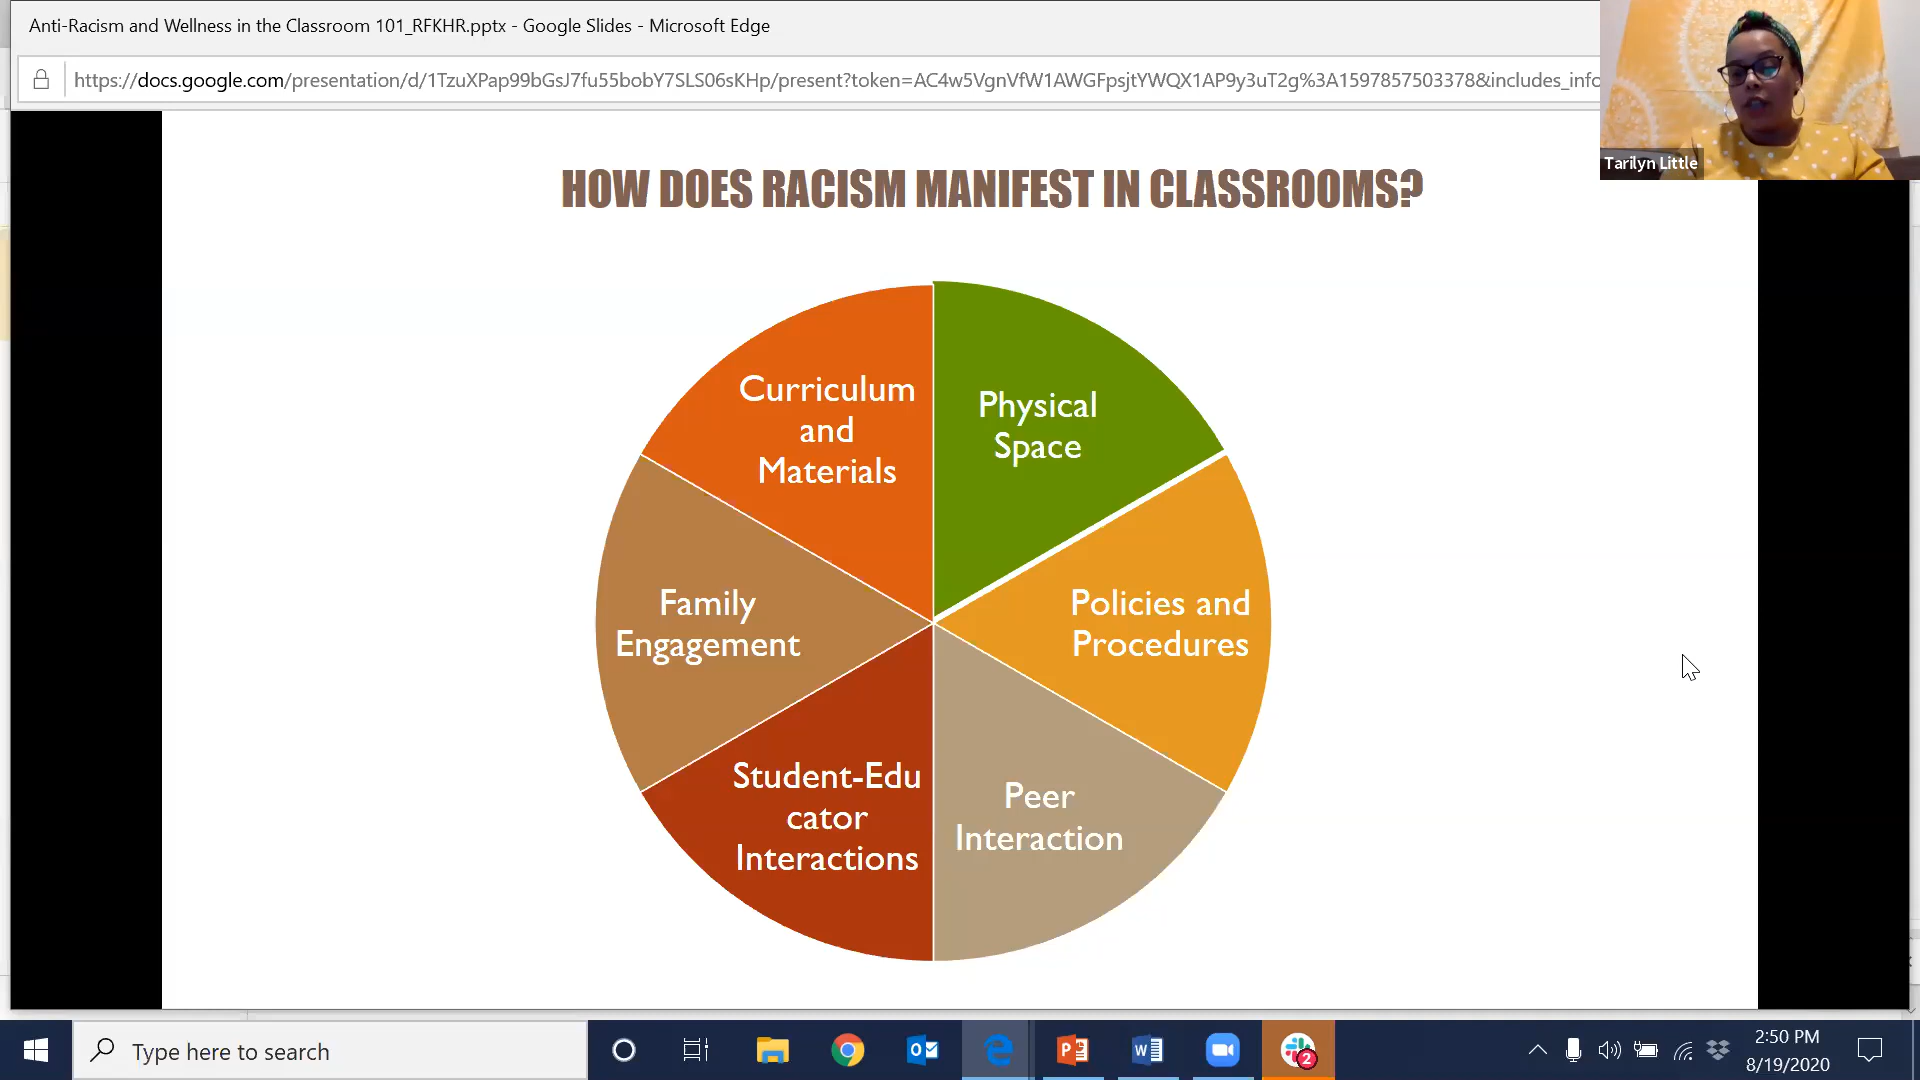 Anti-Racism and Wellness in the Classroom 101_RFKHR.pptx - Google Slides - Microsoft Edge
https://docs.google.com/presentation/d/1TzuXPap99bGsJ7fu55bobY7SLS06sKHp/present?token=AC4w5VgnVfW1AWGFpsjtYWQX1AP9y3uT2g%3A1597857503378&includes_info
Tarilyn Little
HOW DOES RACISM MANIFEST IN CLASSROOMS?
Curriculum
and
Materials
Physical
Space
Family
Engagement
Policies and
Procedures
Student-Edu
cator
Interactions
Peer
Interaction
Type here to search
2
2:50 PM
8/19/2020